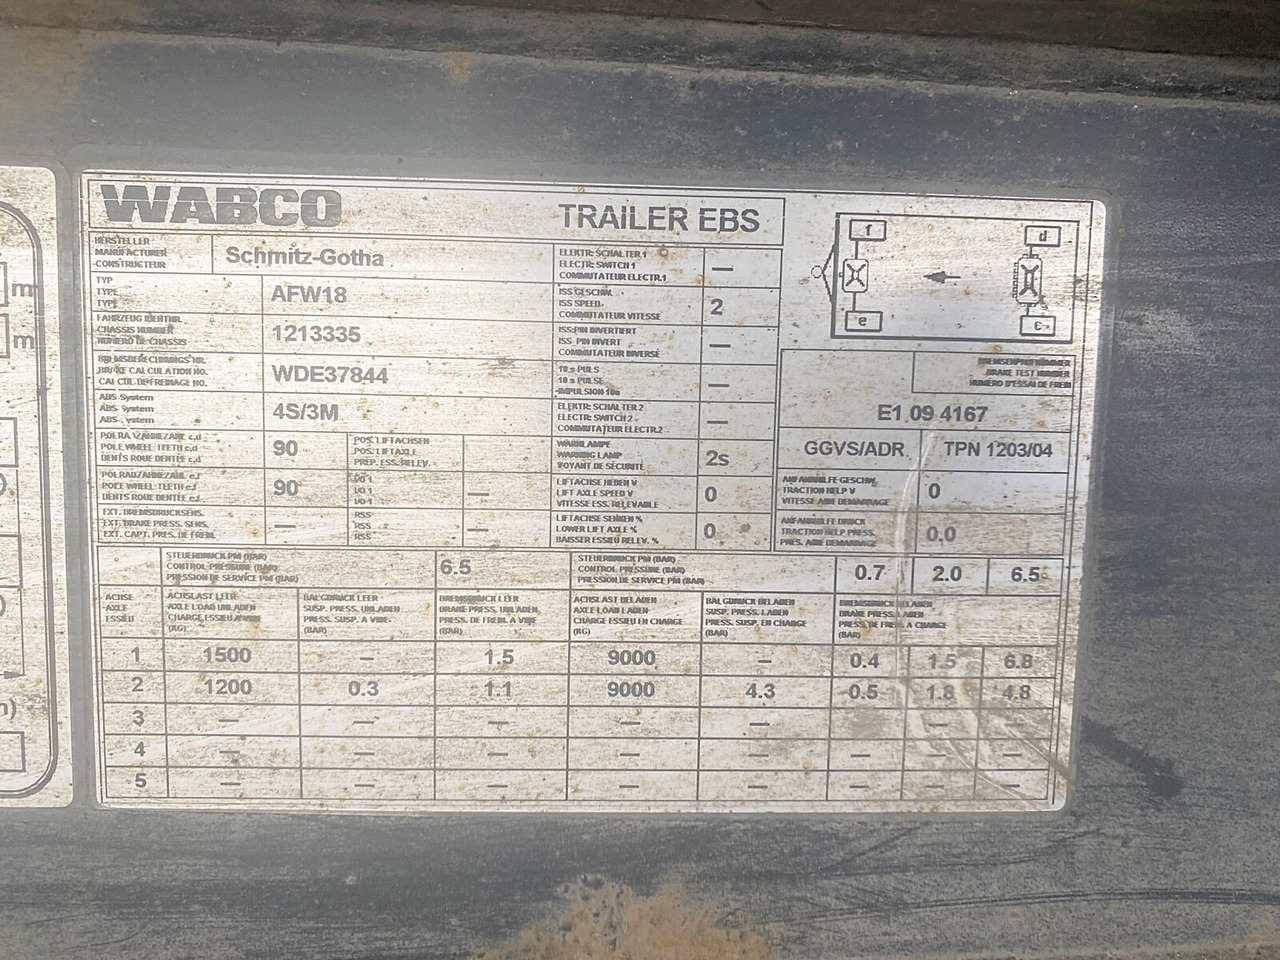 WABCO
TRAILER EBS
HERSTELLER
MANUFACTURER
CONSTRUCTEUR
Schmitz-Gotha
ELEKTR. SCHALTER 1
ELECTR. SWITCH 1
COMMUTATEUR ELECTR.1
—
TYP
TYPE
TYPE
AFW18
ISS GESCHW.
ISS SPEED
COMMUTATEUR VITESSE
2
FAHRZEUG IDENTNR.
CHASSIS NUMBER
NUMÉRO DE CHASSIS
1213335
ISS PIN INVERTIERT
ISS PIN INVERT
COMMUTATEUR INVERSÉ
—
BREMSBERECHNUNGS NR.
BRAKE CALCULATION NO.
CALCUL DE FREINAGE NO.
WDE37844
10 s PULS
10 s PULSE
IMPULSION 10s
—
ABS System
ABS System
ABS System
4S/3M
ELEKTR. SCHALTER 2
ELECTR. SWITCH 2
COMMUTATEUR ELECTR.2
—
POLRADZÄHNEZAHL c,d
POLE WHEEL TEETH c,d
DENTS ROUE DENTÉE c,d
90
POS. LIFTACHSEN
POS. LIFTAXLE
PREP. ESS. RELEV.
WARNLAMPE
WARNING LAMP
VOYANT DE SÉCURITÉ
2s
POLRADZÄHNEZAHL e,f
POLE WHEEL TEETH e,f
DENTS ROUE DENTÉE e,f
90
I/O 1
I/O 1
I/O 1
—
LIFTACHSE HEBEN V
LIFT AXLE SPEED V
VITESSE ESS. RELEVABLE
0
EXT. BREMSDRUCKSENS.
EXT. BRAKE PRESS. SENS.
EXT. CAPT. PRES. DE FREIN.
—
RSS
RSS
RSS
—
LIFTACHSE SENKEN %
LOWER LIFT AXLE %
BAISSER ESSIEU RELEV. %
0
f
d
e
c
BREMSENPRÜFNUMMER
BRAKE TEST NUMBER
NUMÉRO D'ESSAI DE FREIN
E1 09 4167
GGVS/ADR
TPN 1203/04
ANFAHRHILFE GESCHW.
TRACTION HELP V
VITESSE AIDE DEMARRAGE
0
ANFAHRHILFE DRUCK
TRACTION HELP PRESS.
PRES. AIDE DEMARRAGE
0.0
STEUERDRUCK PM (BAR)
CONTROL PRESSURE (BAR)
PRESSION DE SERVICE PM (BAR)
6.5
STEUERDRUCK PM (BAR)
CONTROL PRESSURE (BAR)
PRESSION DE SERVICE PM (BAR)
0.7 2.0 6.5
ACHSE
AXLE
ESSIEU
ACHSLAST LEER
AXLE LOAD UNLADEN
CHARGE ESSIEU A VIDE
(KG)
BALGDRUCK LEER
SUSP. PRESS. UNLADEN
PRESS. SUSP. A VIDE.
(BAR)
BREMSDRUCK LEER
BRAKE PRESS. UNLADEN
PRES. DE FREIN. A VIDE
(BAR)
ACHSLAST BELADEN
AXLE LOAD LADEN
CHARGE ESSIEU EN CHARGE
(KG)
BALGDRUCK BELADEN
SUSP. PRESS. LADEN
PRESS. SUSP. EN CHARGE
(BAR)
BREMSDRUCK BELADEN
BRAKE PRESS. LADEN
PRES. DE FREIN. A CHARGE
(BAR)
1 1500 — 1.5 9000 — 0.4 1.5 6.8
2 1200 0.3 1.1 9000 4.3 0.5 1.8 4.8
3 — — — — — —
4 — — — — — — — —
5 — — — — — — — —
m
m